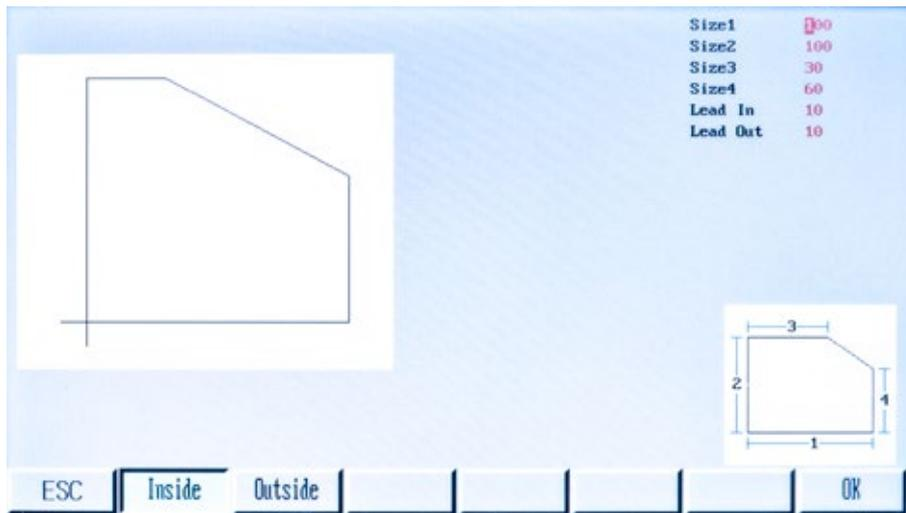 Size1 100
Size2 100
Size3 30
Size4 60
Lead In 10
Lead Out 10
3
2
4
1
ESC Inside Outside OK